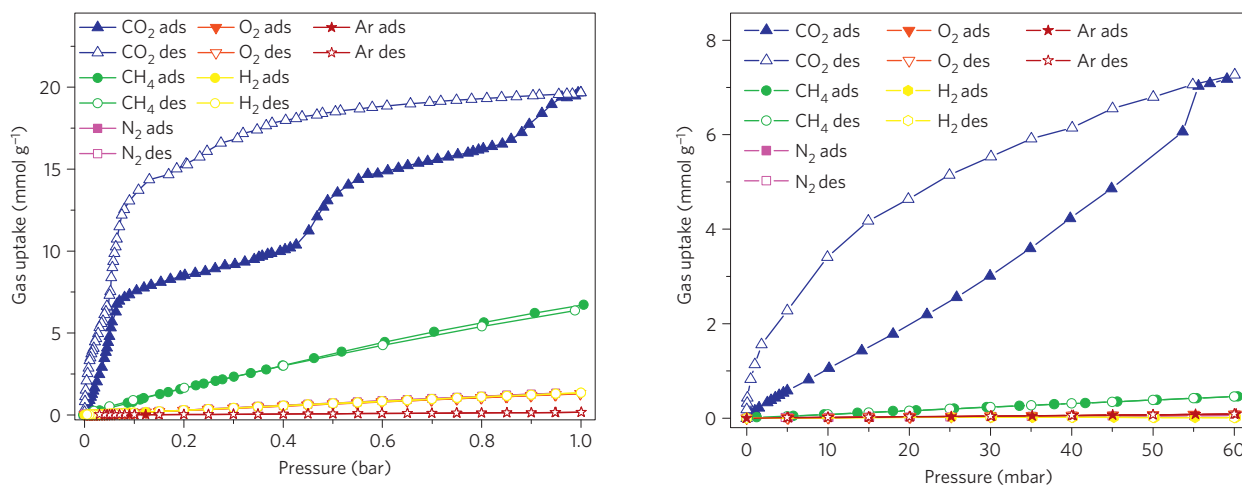 CO₂ ads O₂ ads Ar ads
CO₂ des O₂ des Ar des
CH₄ ads H₂ ads
CH₄ des H₂ des
N₂ ads
N₂ des
20
15
10
5
0
Gas uptake (mmol g⁻¹)
0 0.2 0.4 0.6 0.8 1.0
Pressure (bar)
CO₂ ads O₂ ads Ar ads
CO₂ des O₂ des Ar des
CH₄ ads H₂ ads
CH₄ des H₂ des
N₂ ads
N₂ des
8
6
4
2
0
Gas uptake (mmol g⁻¹)
0 10 20 30 40 50 60
Pressure (mbar)